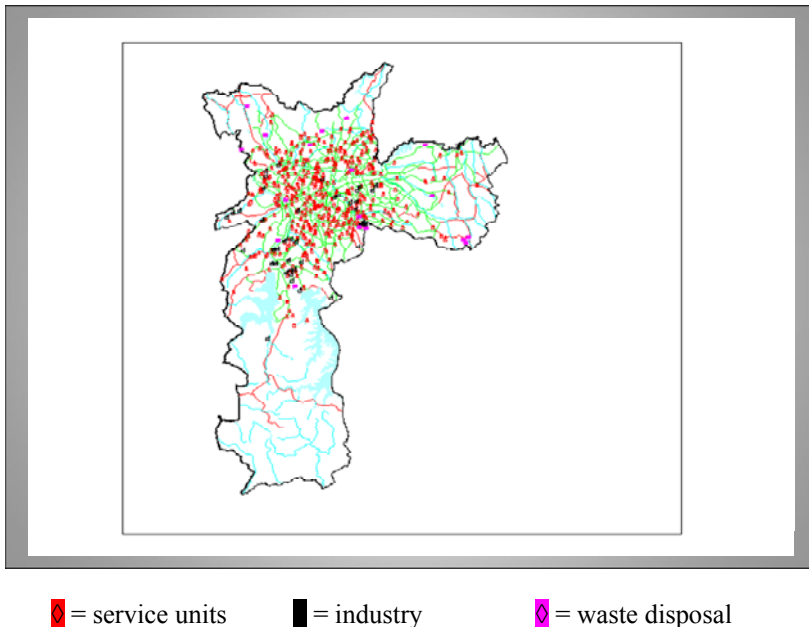 ◊ = service units █ = industry ◊ = waste disposal